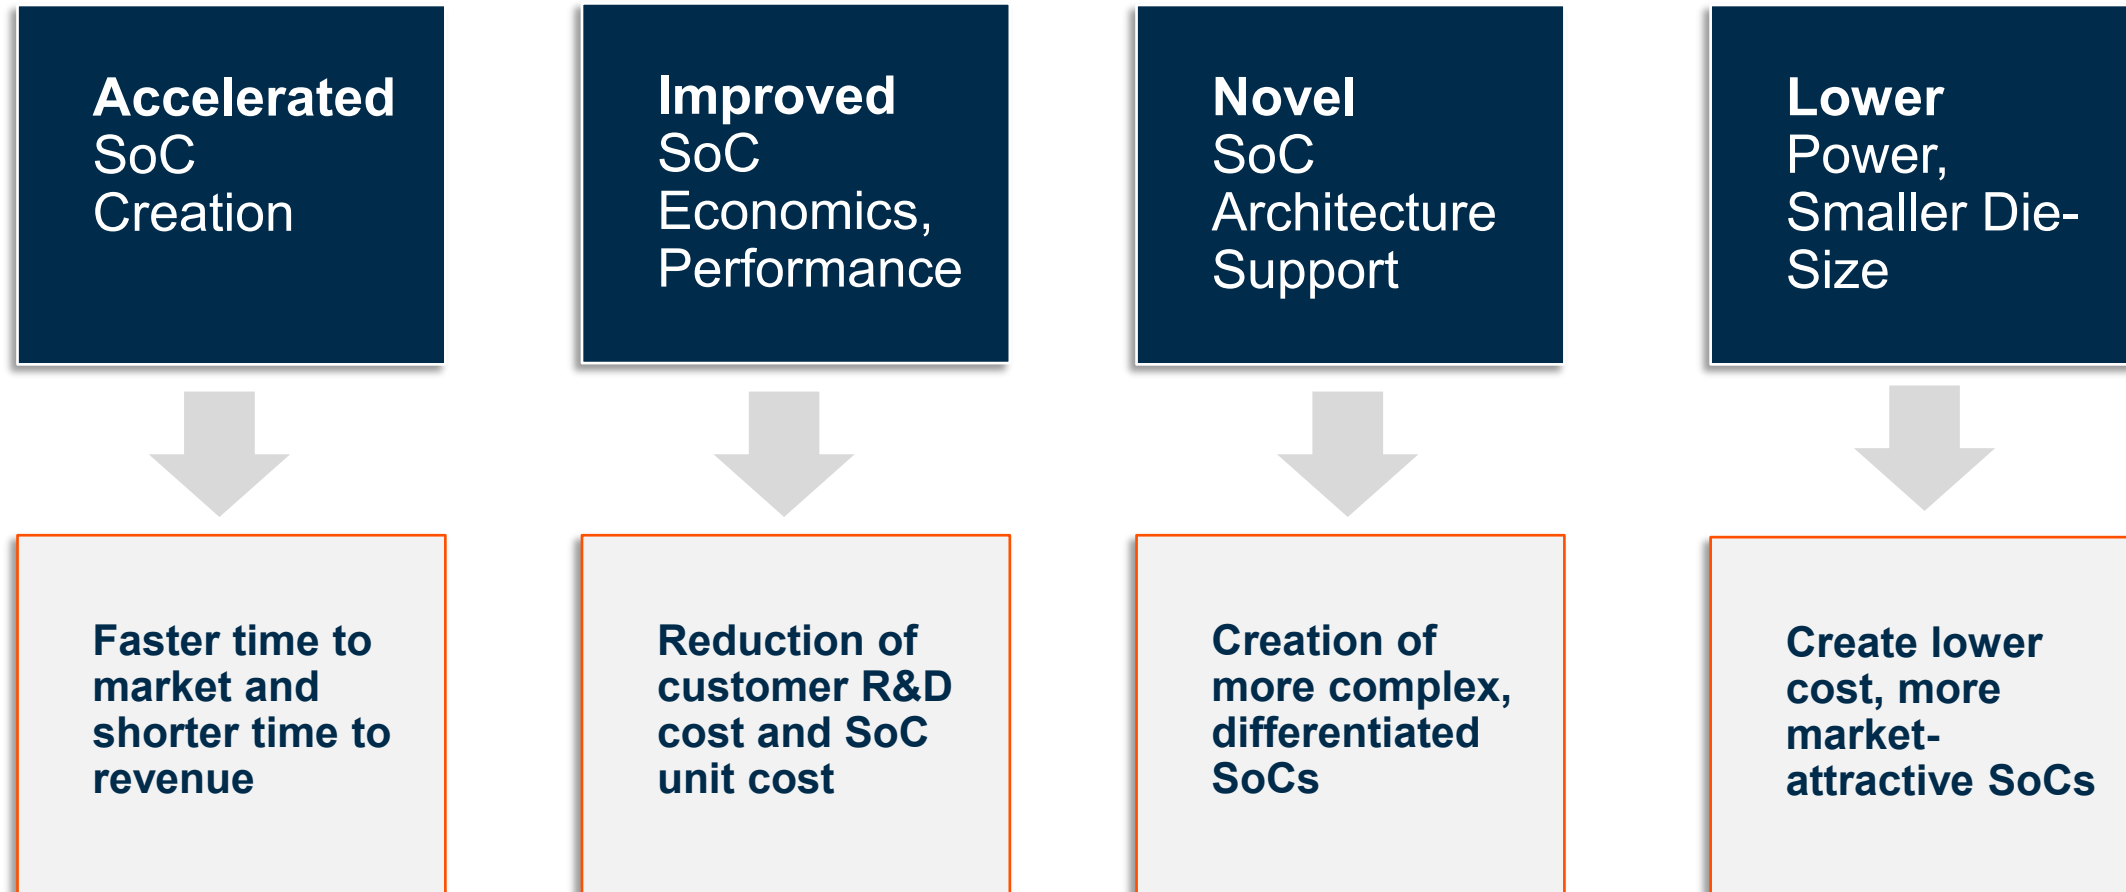 Accelerated
SoC
Creation
Improved
SoC
Economics,
Performance
Novel
SoC
Architecture
Support
Lower
Power,
Smaller Die-
Size
Faster time to
market and
shorter time to
revenue
Reduction of
customer R&D
cost and SoC
unit cost
Creation of
more complex,
differentiated
SoCs
Create lower
cost, more
market-
attractive SoCs